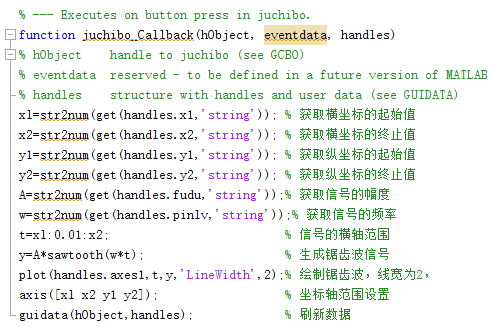 % --- Executes on button press in juchibo.
function juchibo_Callback(hObject, eventdata, handles)
% hObject    handle to juchibo (see GCBO)
% eventdata  reserved - to be defined in a future version of MATLAB
% handles    structure with handles and user data (see GUIDATA)
x1=str2num(get(handles.x1,'string')); % 获取横坐标的起始值
x2=str2num(get(handles.x2,'string')); % 获取横坐标的终止值
y1=str2num(get(handles.y1,'string')); % 获取纵坐标的起始值
y2=str2num(get(handles.y2,'string')); % 获取纵坐标的终止值
A=str2num(get(handles.fudu,'string'));% 获取信号的幅度
w=str2num(get(handles.pinlv,'string'));% 获取信号的频率
t=x1:0.01:x2; % 信号的横轴范围
y=A*sawtooth(w*t); % 生成锯齿波信号
plot(handles.axes1,t,y,'LineWidth',2);% 绘制锯齿波，线宽为2，
axis([x1 x2 y1 y2]); % 坐标轴范围设置
guidata(hObject,handles); % 刷新数据